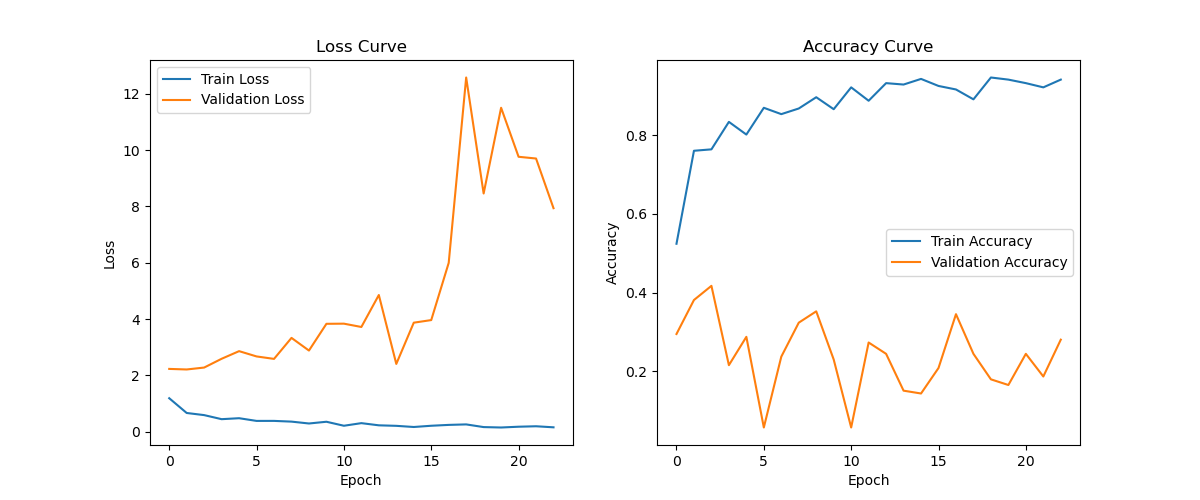 Loss Curve
Train Loss
Validation Loss
12
10
8
6
4
2
0
Loss
0
5
10
15
20
Epoch
Accuracy Curve
Train Accuracy
Validation Accuracy
0.8
0.6
0.4
0.2
Accuracy
0
5
10
15
20
Epoch